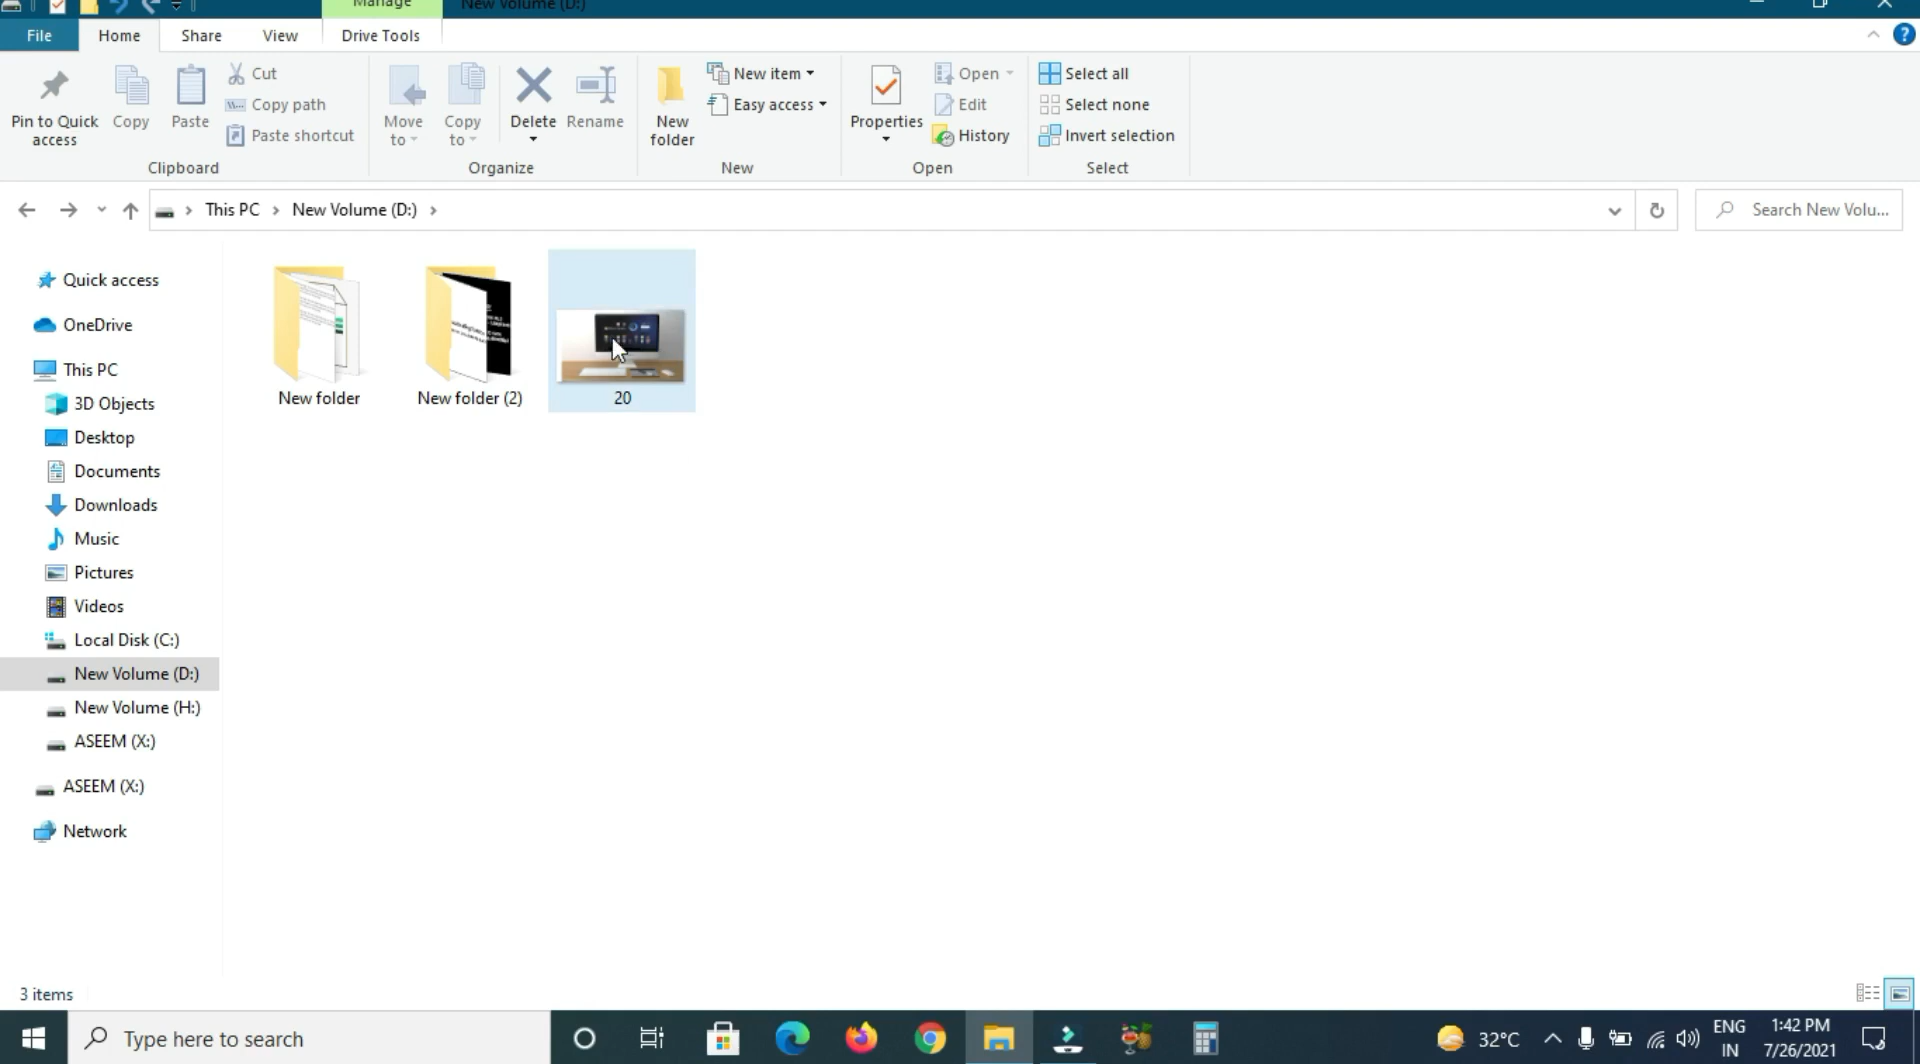 Manage
New Volume (D:)
File
Home
Share
View
Drive Tools
Pin to Quick
access
Copy
Paste
Cut
Copy path
Paste shortcut
Clipboard
Move
to
Copy
to
Delete
Rename
Organize
New
folder
New item
Easy access
New
Properties
Open
Edit
History
Open
Select all
Select none
Invert selection
Select
This PC
New Volume (D:)
Search New Volu...
Quick access
OneDrive
This PC
3D Objects
Desktop
Documents
Downloads
Music
Pictures
Videos
Local Disk (C:)
New Volume (D:)
New Volume (H:)
ASEEM (X:)
ASEEM (X:)
Network
New folder
New folder (2)
20
3 items
Type here to search
32°C
ENG
IN
1:42 PM
7/26/2021